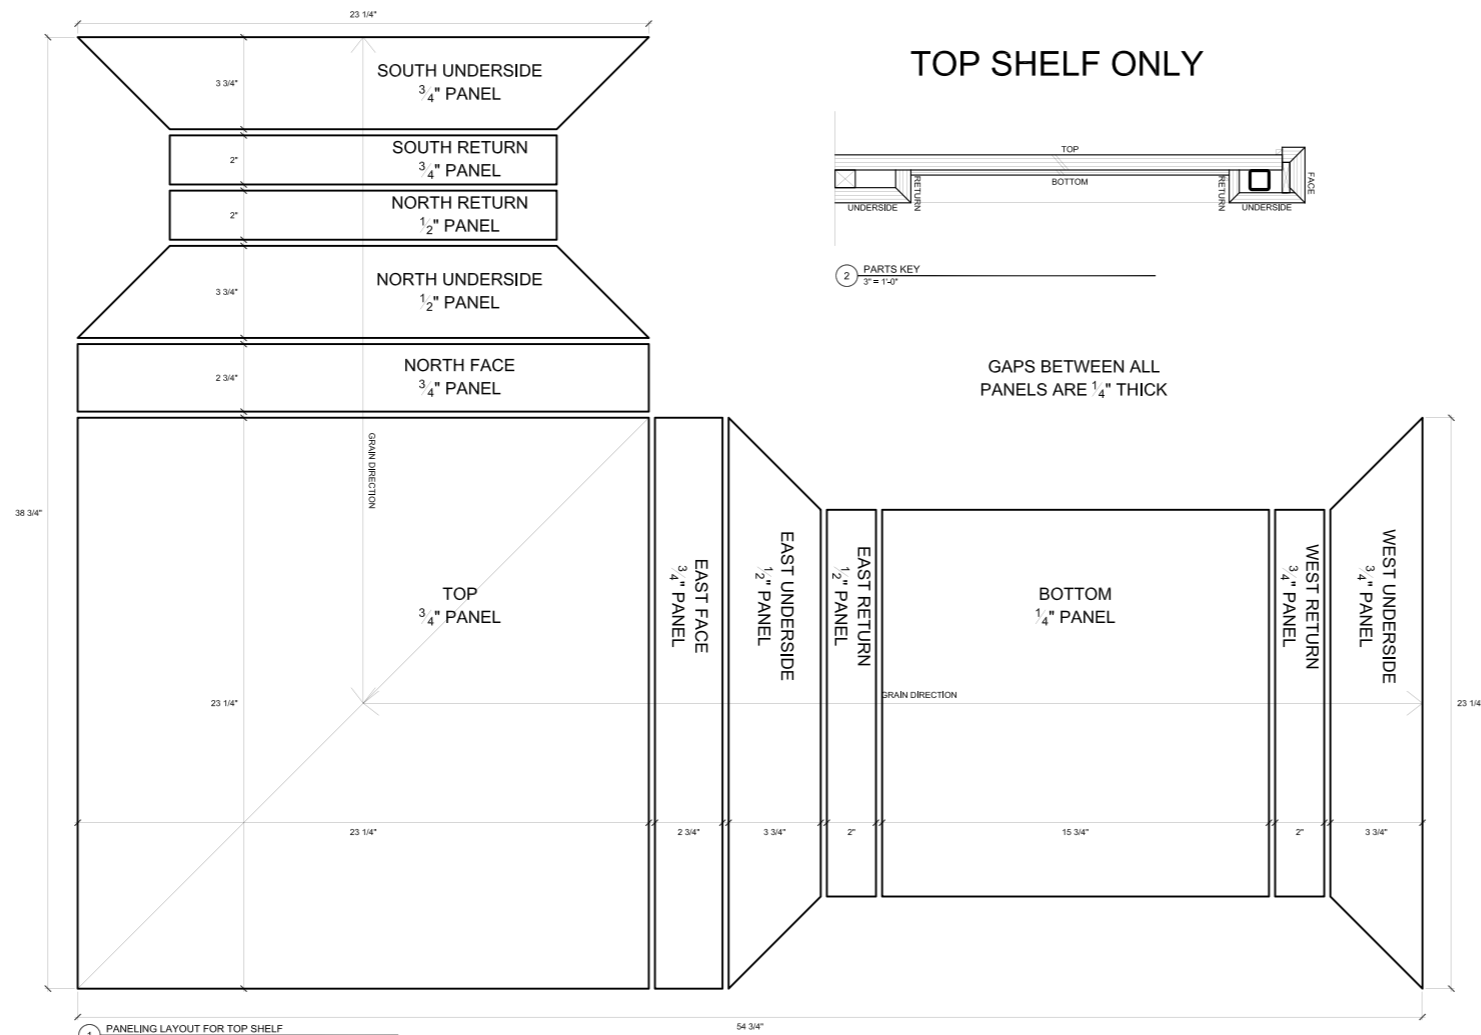 23 1/4"
TOP SHELF ONLY
SOUTH UNDERSIDE
3/4" PANEL
3 3/4"
SOUTH RETURN
3/4" PANEL
2"
NORTH RETURN
1/2" PANEL
2"
NORTH UNDERSIDE
1/2" PANEL
3 3/4"
NORTH FACE
3/4" PANEL
2 3/4"
TOP
BOTTOM
RETURN
RETURN
FACE
UNDERSIDE
UNDERSIDE
2
PARTS KEY
3" = 1'-0"
GAPS BETWEEN ALL
PANELS ARE 1/4" THICK
38 3/4"
GRAIN DIRECTION
TOP
3/4" PANEL
EAST FACE
3/4" PANEL
EAST UNDERSIDE
1/2" PANEL
EAST RETURN
1/2" PANEL
BOTTOM
1/4" PANEL
WEST RETURN
3/4" PANEL
WEST UNDERSIDE
3/4" PANEL
GRAIN DIRECTION
23 1/4"
23 1/4
23 1/4"
2 3/4"
3 3/4"
2"
15 3/4"
2"
3 3/4"
54 3/4"
1
PANELING LAYOUT FOR TOP SHELF